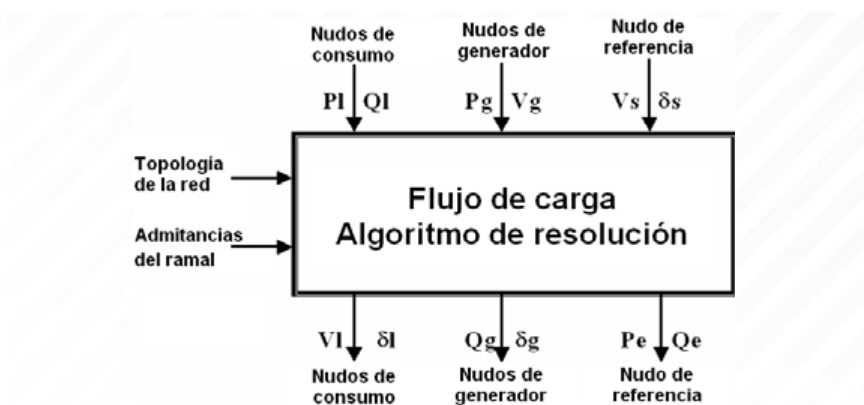 Nudos de
consumo
Nudos de
generador
Nudo de
referencia
Pl Ql
Pg Vg
Vs δs
Topología
de la red
Admitancias
del ramal
Flujo de carga
Algoritmo de resolución
Vl δl
Qg δg
Pe Qe
Nudos de
consumo
Nudos de
generador
Nudo de
referencia